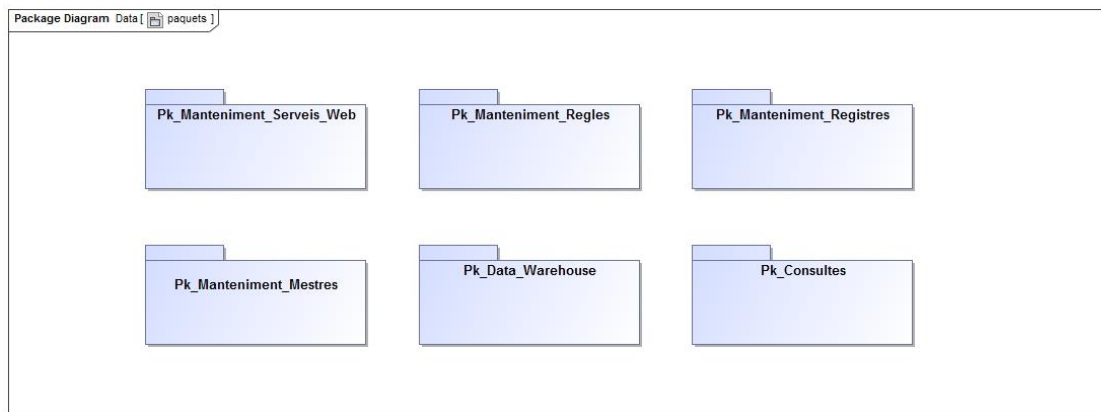 Package Diagram Data [ paquets ]
Pk_Manteniment_Serveis_Web
Pk_Manteniment_Regles
Pk_Manteniment_Registres
Pk_Manteniment_Mestres
Pk_Data_Warehouse
Pk_Consultes